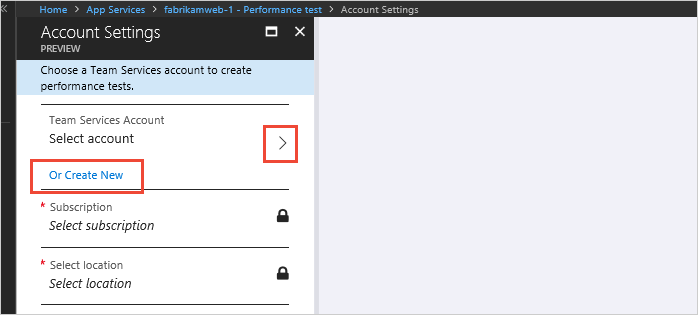 Home > App Services > fabrikamweb-1 - Performance test > Account Settings
Account Settings
PREVIEW
Choose a Team Services account to create
performance tests.
Team Services Account
Select account
Or Create New
* Subscription
Select subscription
* Select location
Select location